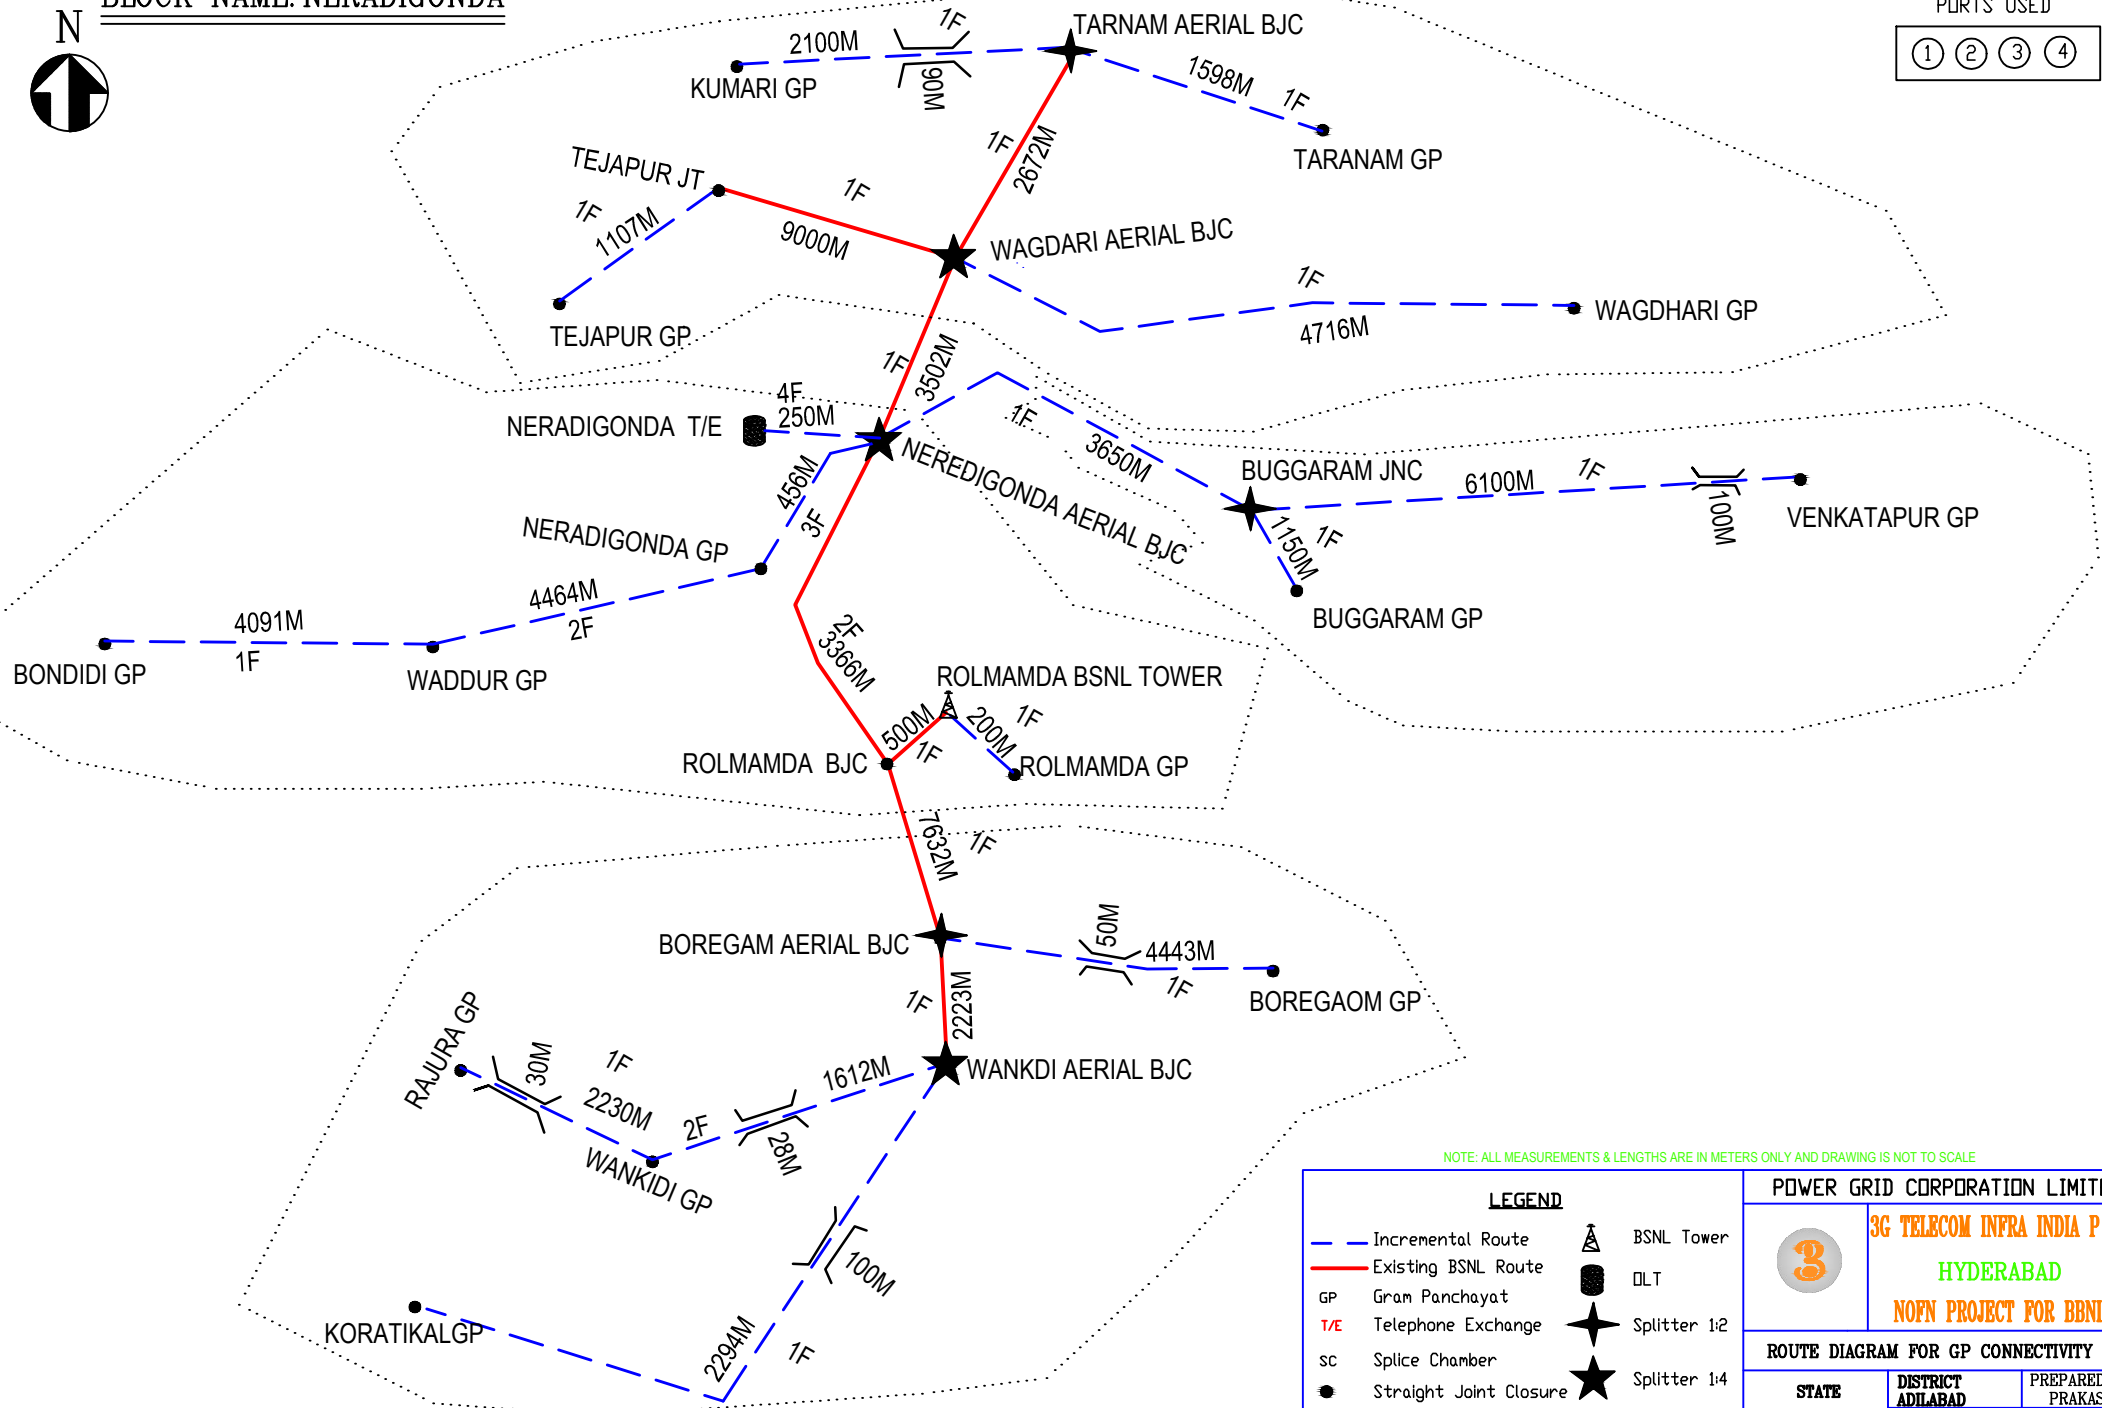 BLOCK NAME: NERADIGONDA
N
PORTS USED
1 2 3 4
TARNAM AERIAL BJC
1F
2100M
90M
KUMARI GP
1598M
1F
TARANAM GP
1F
2672M
TEJAPUR JT
1F
9000M
1F
1107M
TEJAPUR GP
WAGDARI AERIAL BJC
1F
4716M
WAGDHARI GP
1F
3502M
4F
250M
NERADIGONDA T/E
NEREDIGONDA AERIAL BJC
1F
3650M
BUGGARAM JNC
6100M
1F
100M
VENKATAPUR GP
1150M
1F
BUGGARAM GP
456M
3F
NERADIGONDA GP
4464M
2F
4091M
1F
BONDIDI GP
WADDUR GP
2F
3366M
ROLMAMDA BSNL TOWER
500M
1F
200M
1F
ROLMAMDA BJC
ROLMAMDA GP
7632M
1F
BOREGAM AERIAL BJC
50M
4443M
1F
BOREGAOM GP
1F
2223M
WANKDI AERIAL BJC
RAJURA GP
30M
1F
2230M
2F
1612M
28M
WANKIDI GP
100M
2294M
1F
KORATIKALGP
NOTE: ALL MEASUREMENTS & LENGTHS ARE IN METERS ONLY AND DRAWING IS NOT TO SCALE
LEGEND
Incremental Route
BSNL Tower
Existing BSNL Route
OLT
GP Gram Panchayat
T/E Telephone Exchange
Splitter 1:2
SC Splice Chamber
Straight Joint Closure
Splitter 1:4
POWER GRID CORPORATION LIMIT
3
3G TELECOM INFRA INDIA P
HYDERABAD
NOFN PROJECT FOR BBN
ROUTE DIAGRAM FOR GP CONNECTIVITY
STATE
DISTRICT
ADILABAD
PREPARED
PRAKAS